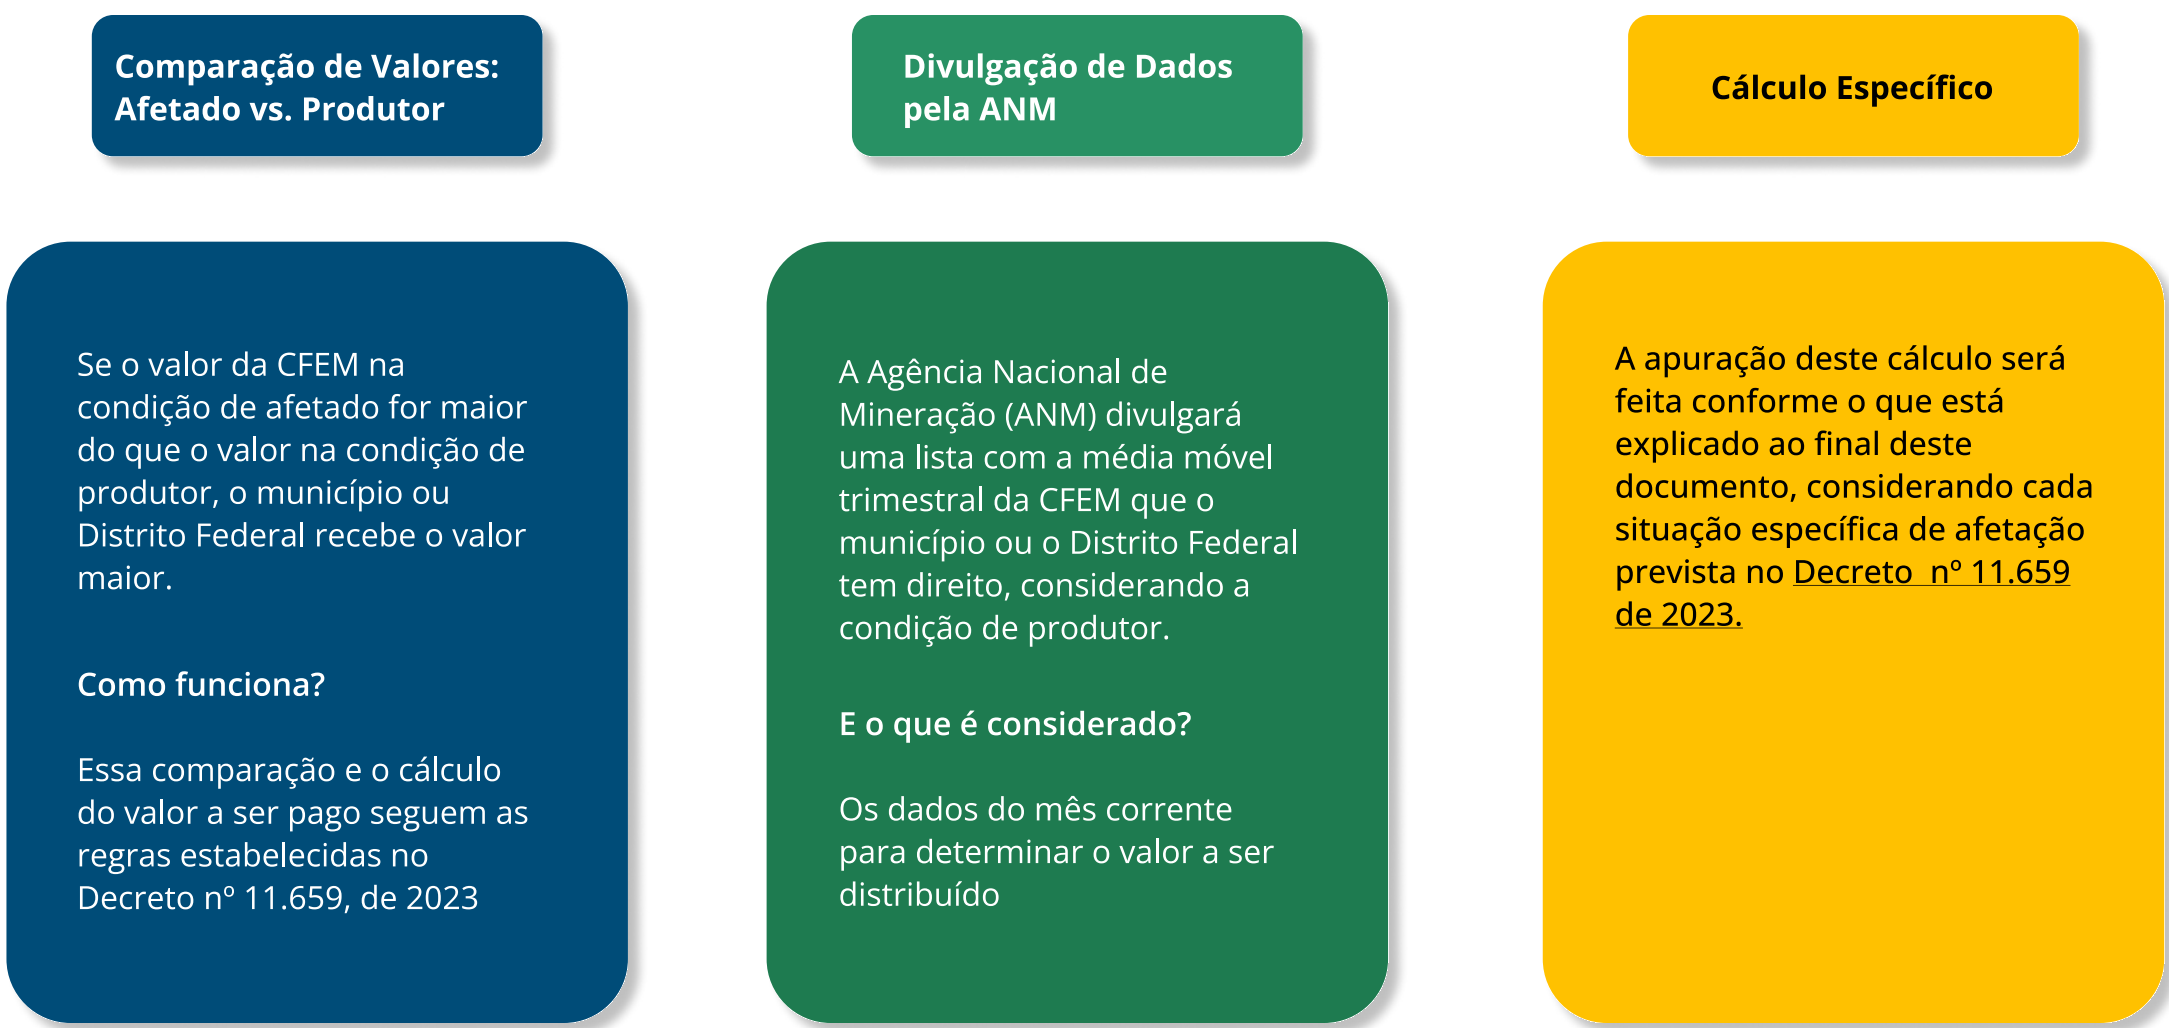 Comparação de Valores:
Afetado vs. Produtor
Se o valor da CFEM na
condição de afetado for maior
do que o valor na condição de
produtor, o município ou
Distrito Federal recebe o valor
maior.
Como funciona?
Essa comparação e o cálculo
do valor a ser pago seguem as
regras estabelecidas no
Decreto nº 11.659, de 2023
Divulgação de Dados
pela ANM
A Agência Nacional de
Mineração (ANM) divulgará
uma lista com a média móvel
trimestral da CFEM que o
município ou o Distrito Federal
tem direito, considerando a
condição de produtor.
E o que é considerado?
Os dados do mês corrente
para determinar o valor a ser
distribuído
Cálculo Específico
A apuração deste cálculo será
feita conforme o que está
explicado ao final deste
documento, considerando cada
situação específica de afetação
prevista no Decreto  nº 11.659
de 2023.